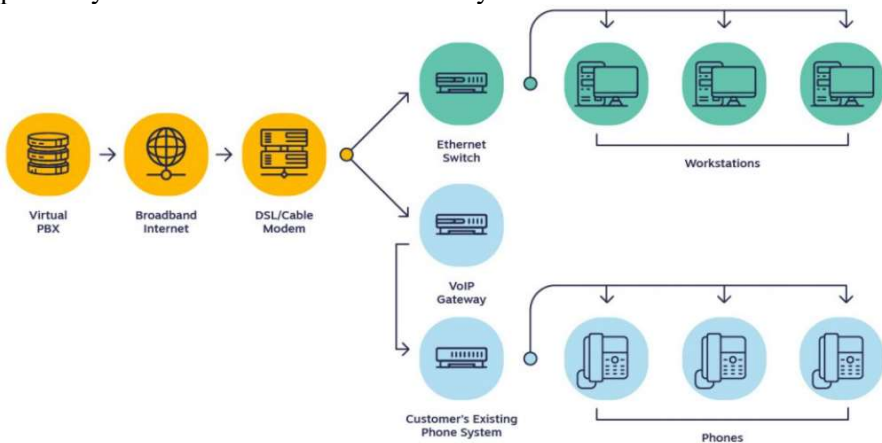 Ethernet
Switch
Workstations
Virtual
PBX
Broadband
Internet
DSL/Cable
Modem
VoIP
Gateway
Customer's Existing
Phone System
Phones